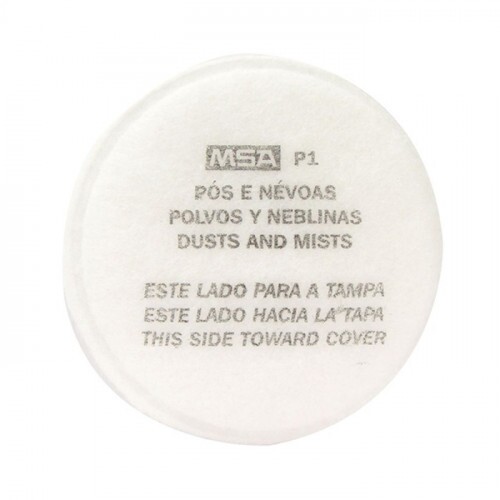 MSA P1
PÓS E NÉVOAS
POLVOS Y NEBLINAS
DUSTS AND MISTS
ESTE LADO PARA A TAMPA
ESTE LADO HACIA LA TAPA
THIS SIDE TOWARD COVER